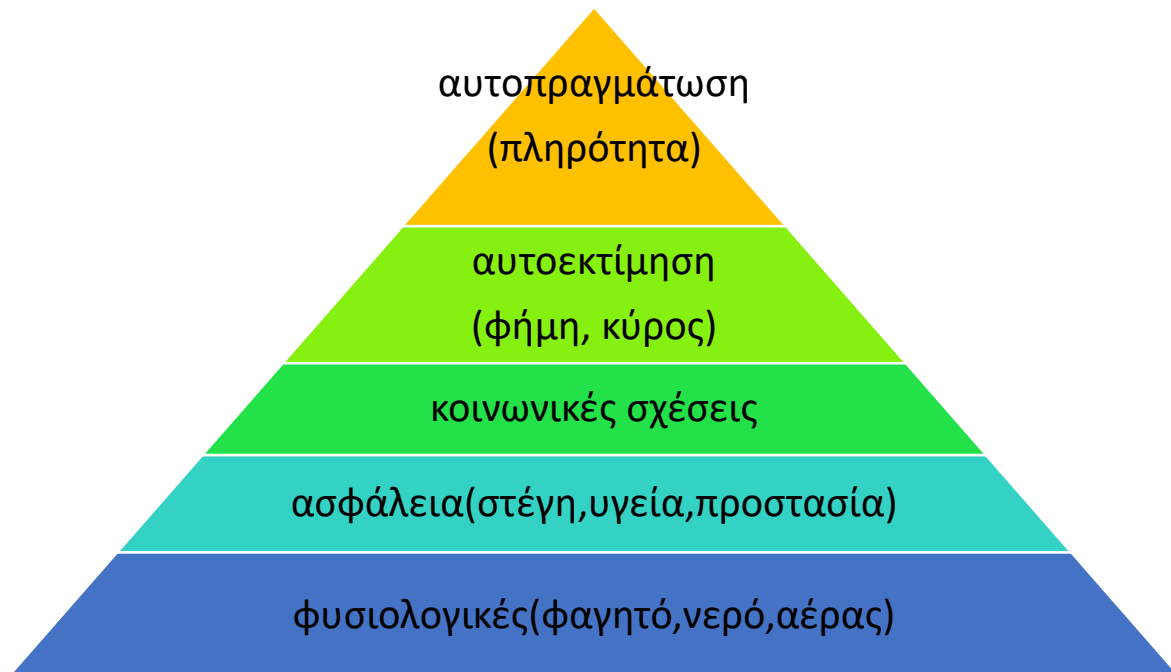 αυτοπραγμάτωση
(πληρότητα)
αυτοεκτίμηση
(φήμη, κύρος)
κοινωνικές σχέσεις
ασφάλεια(στέγη,υγεία,προστασία)
φυσιολογικές(φαγητό,νερό,αέρας)